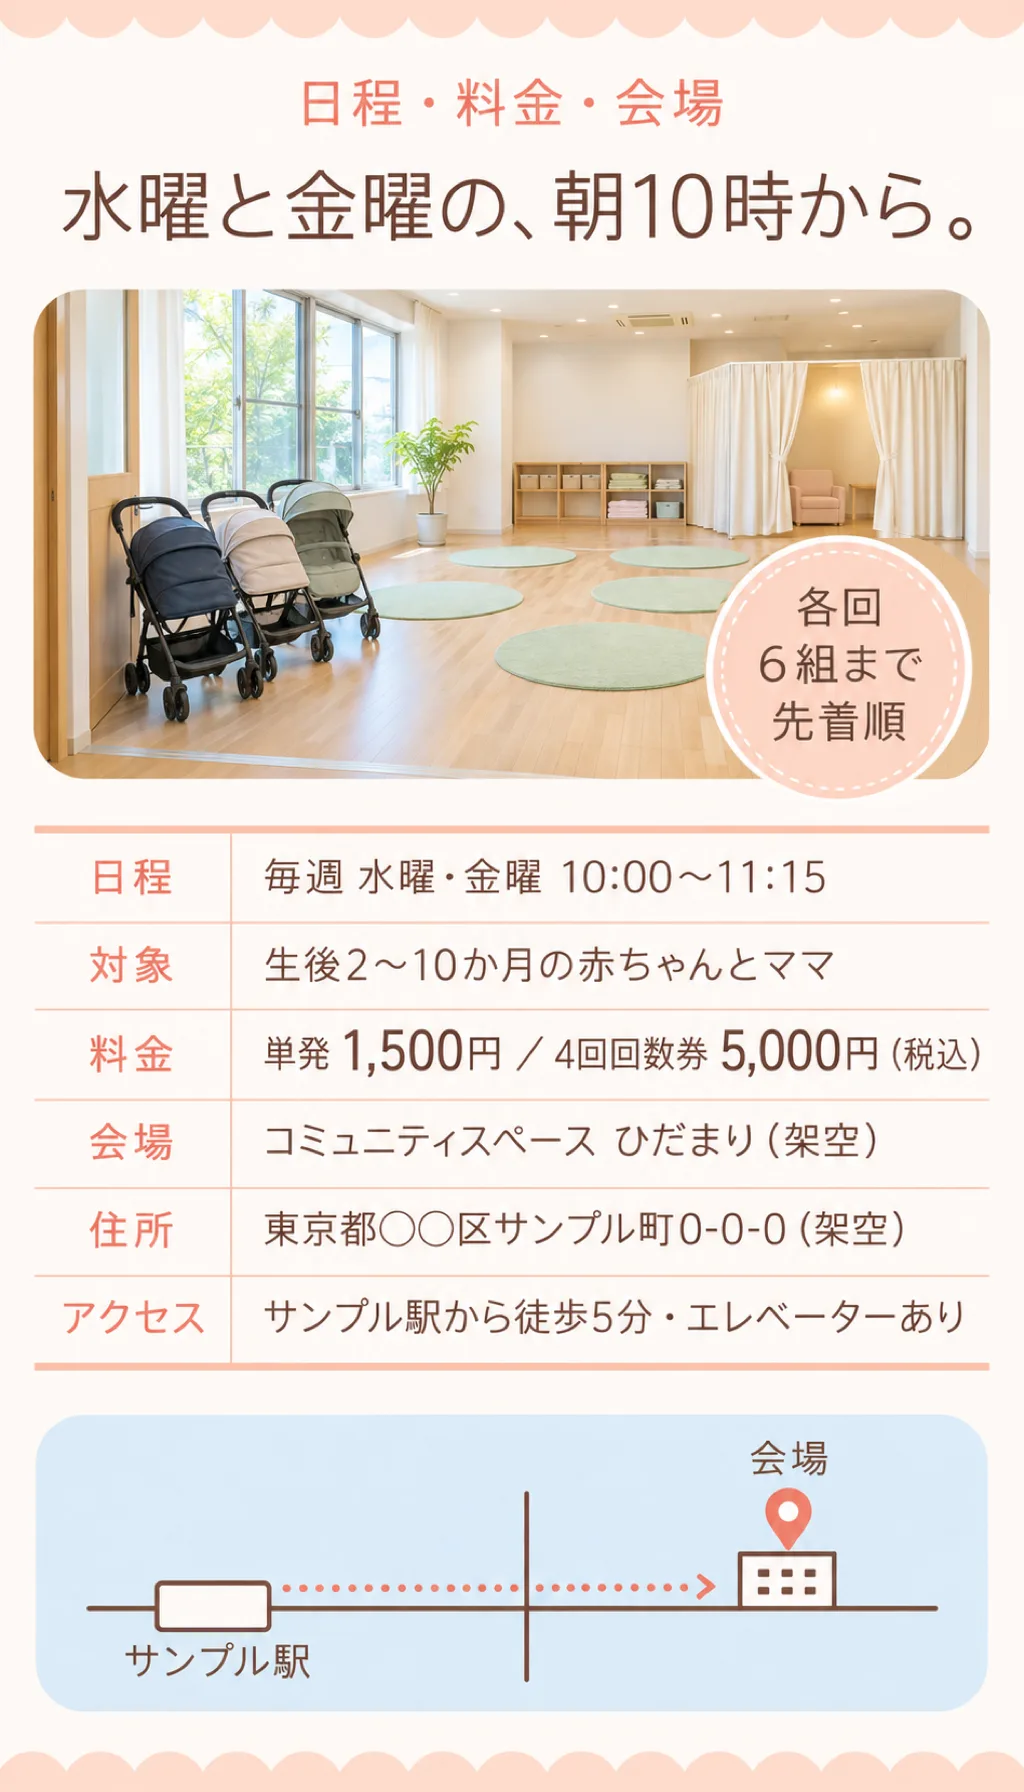 日程・料金・会場
水曜と金曜の、朝10時から。
各回
6組まで
先着順
日程 毎週 水曜・金曜 10:00～11:15
対象 生後2～10か月の赤ちゃんとママ
料金 単発 1,500円 ／ 4回回数券 5,000円 (税込)
会場 コミュニティスペース ひだまり (架空)
住所 東京都〇〇区サンプル町0-0-0 (架空)
アクセス サンプル駅から徒歩5分・エレベーターあり
会場
サンプル駅